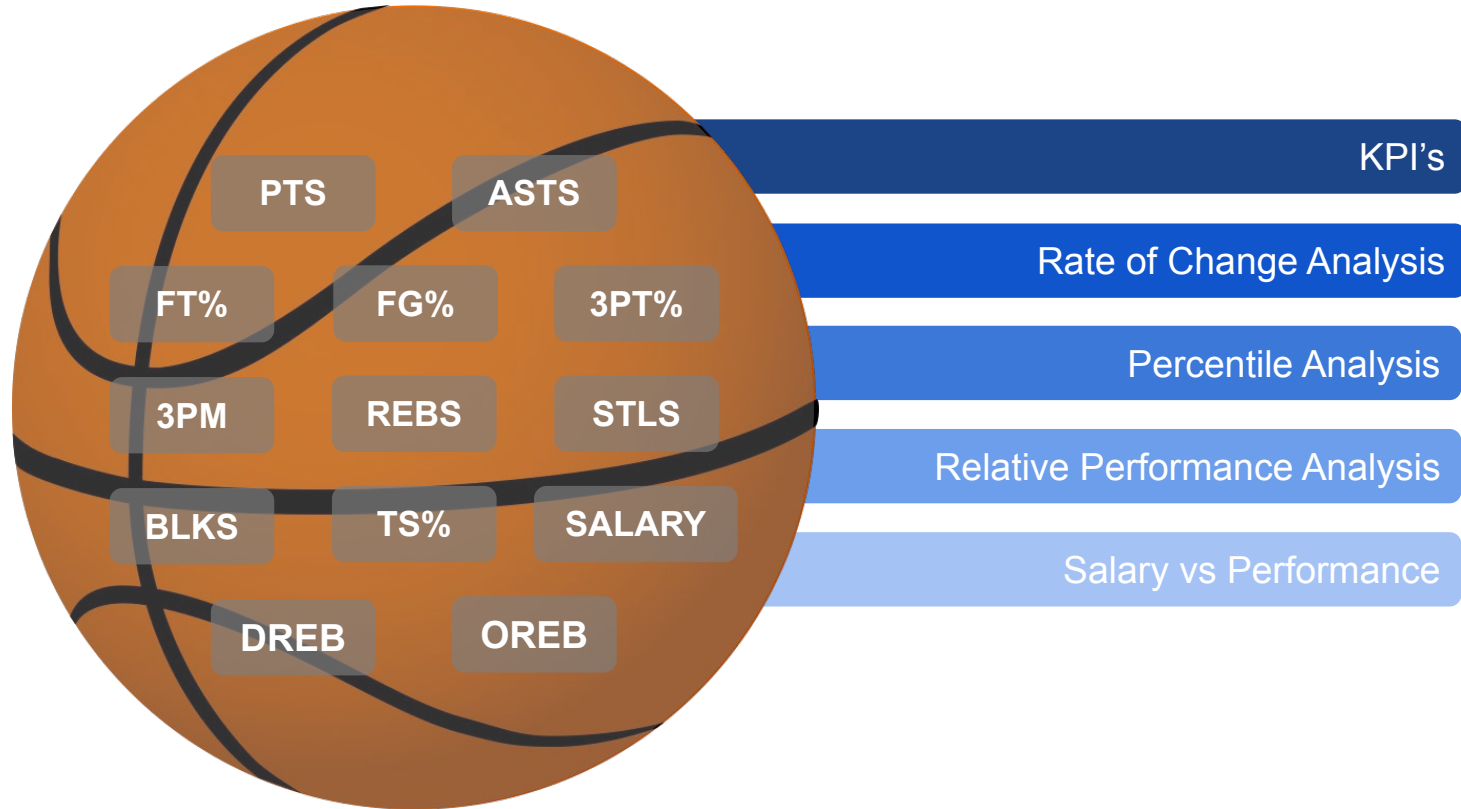 PTS
ASTS
FT%
FG%
3PT%
3PM
REBS
STLS
BLKS
TS%
SALARY
DREB
OREB
KPI’s
Rate of Change Analysis
Percentile Analysis
Relative Performance Analysis
Salary vs Performance